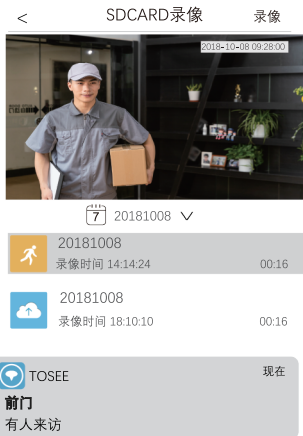 < SDCARD录像 录像
2018-10-08 09:28:00
7 20181008
20181008
录像时间 14:14:24 00:16
20181008
录像时间 18:10:10 00:16
TOSEE 现在
前门
有人来访